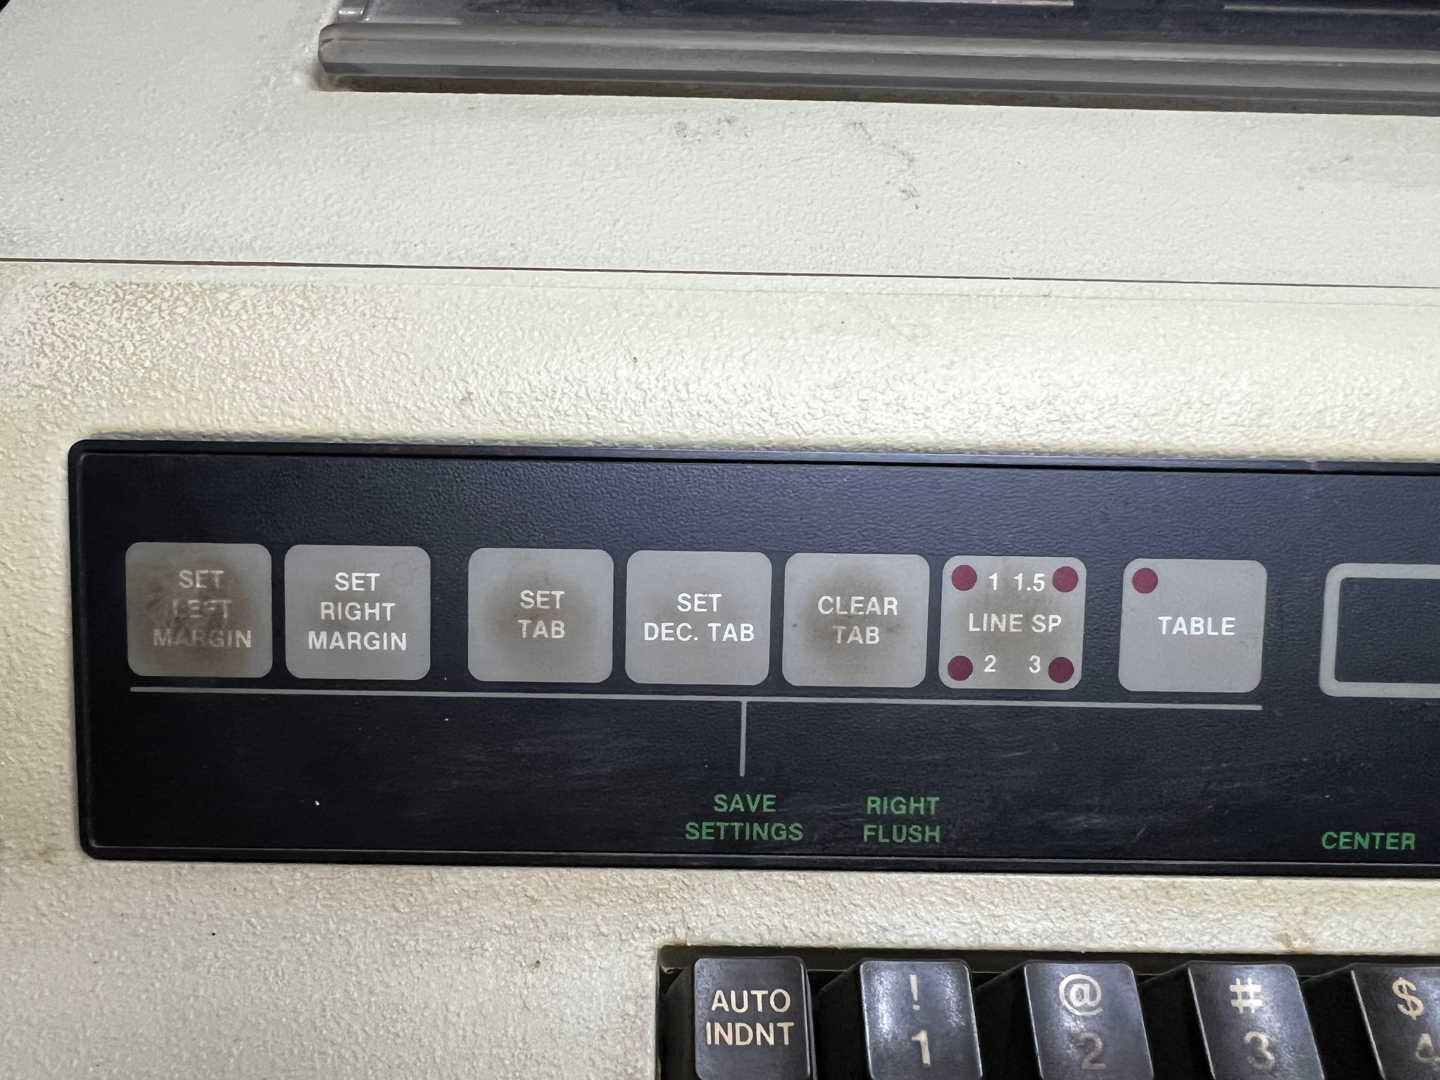 SET
LEFT
MARGIN
SET
RIGHT
MARGIN
SET
TAB
SET
DEC. TAB
CLEAR
TAB
1 1.5
LINE SP
2 3
TABLE
SAVE
SETTINGS
RIGHT
FLUSH
CENTER
AUTO
INDNT
!
1
@
2
#
3
$
4